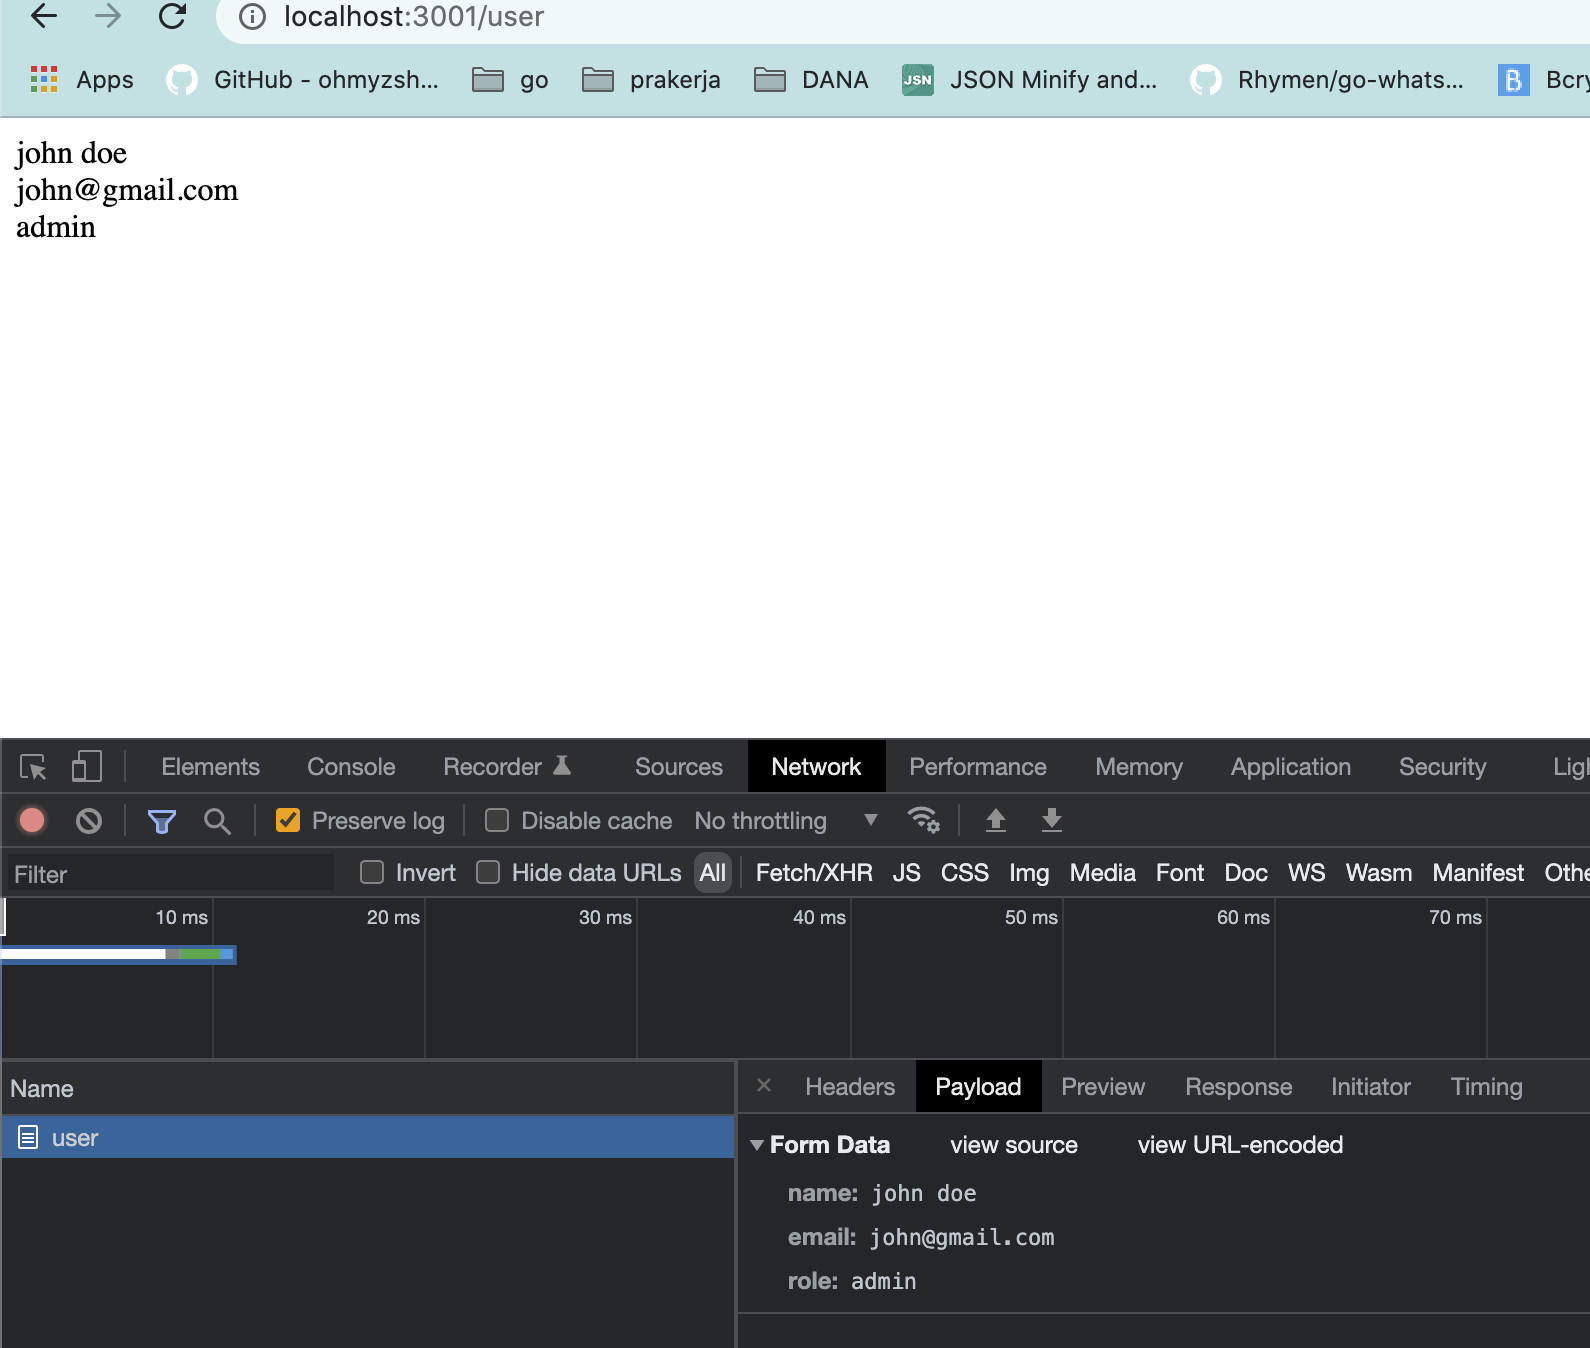 localhost:3001/user
Apps GitHub - ohmyzsh... go prakerja DANA JSN JSON Minify and... Rhymen/go-whats... B
john doe
john@gmail.com
admin
Elements Console Recorder Sources Network Performance Memory Application Security
Preserve log Disable cache No throttling
Filter Invert Hide data URLs All Fetch/XHR JS CSS Img Media Font Doc WS Wasm Manifest
10 ms 20 ms 30 ms 40 ms 50 ms 60 ms 70 ms
Name
user
Headers Payload Preview Response Initiator Timing
Form Data view source view URL-encoded
name: john doe
email: john@gmail.com
role: admin